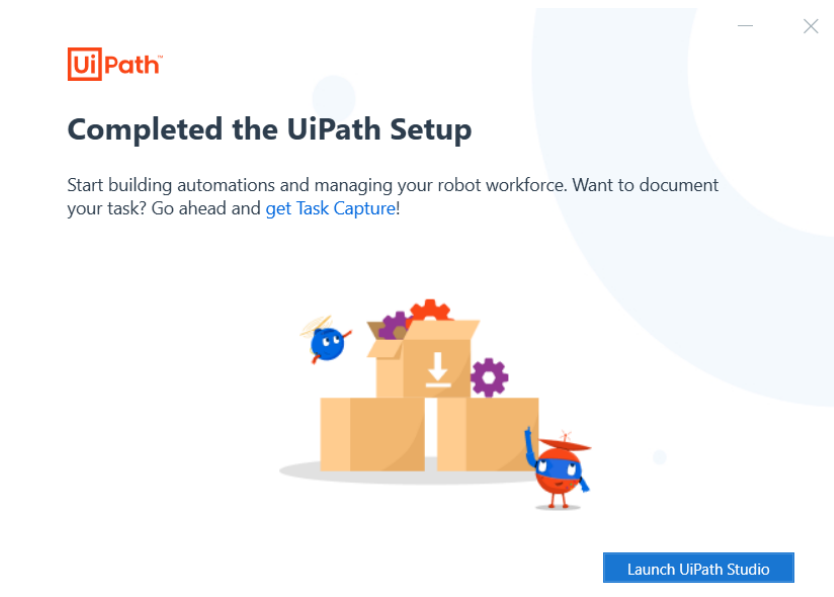 UiPath™
Completed the UiPath Setup
Start building automations and managing your robot workforce. Want to document
your task? Go ahead and get Task Capture!
Launch UiPath Studio